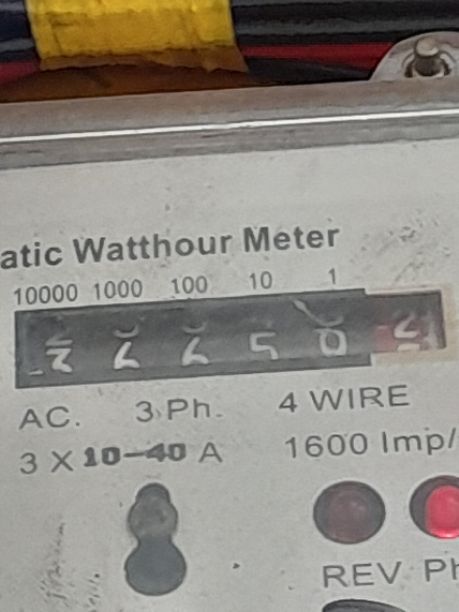 atic Watthour Meter
10000 1000 100 10 1
AC. 3 Ph. 4 WIRE
3 X 10-40 A 1600 Imp/
REV Ph